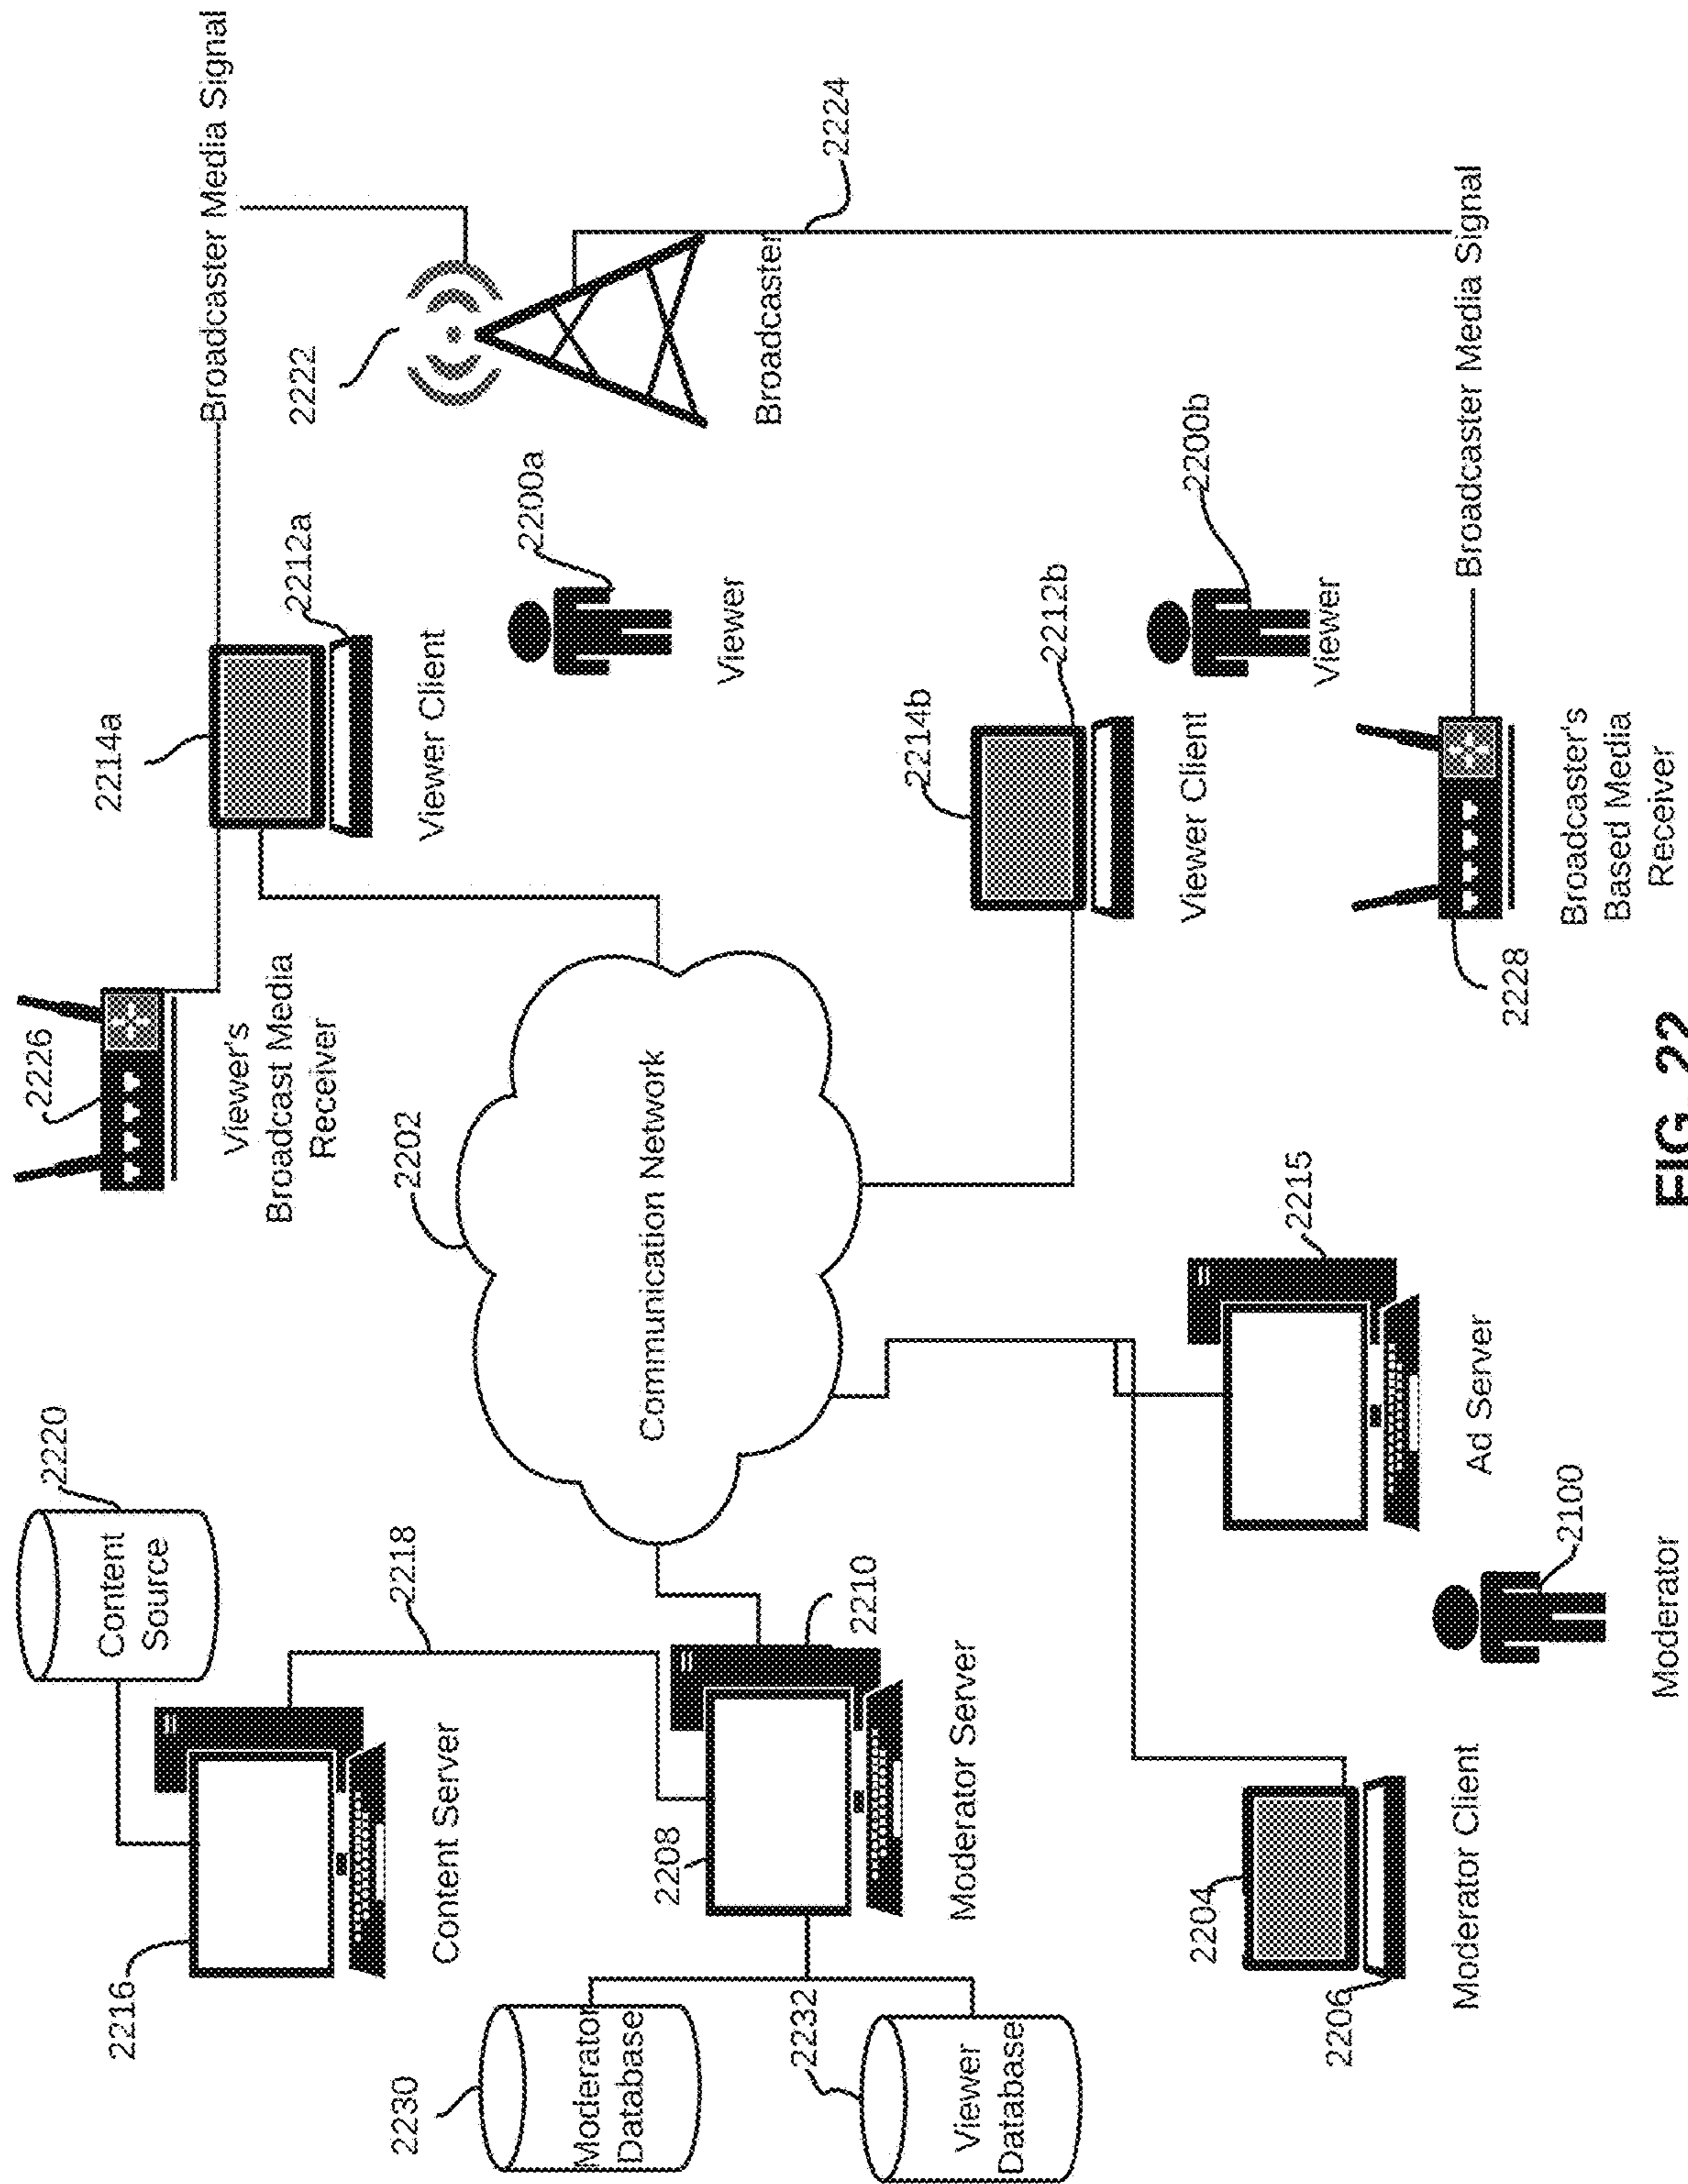 2230
Moderator
Database
2232
Viewer
Database
2216
Content Server
2220
Content
Source
2218
2208
2210
Moderator Server
2204
2206
Moderator Client
2100
Moderator
2215
Ad Server
2202
Communication Network
2226
Viewer's
Broadcast Media
Receiver
2214a
2212a
Viewer Client
2200a
Viewer
2214b
2212b
Viewer Client
2200b
Viewer
2228
Broadcaster's
Based Media
Receiver
Broadcaster Media Signal
2222
Broadcaster
2224
Broadcaster Media Signal
FIG. 22